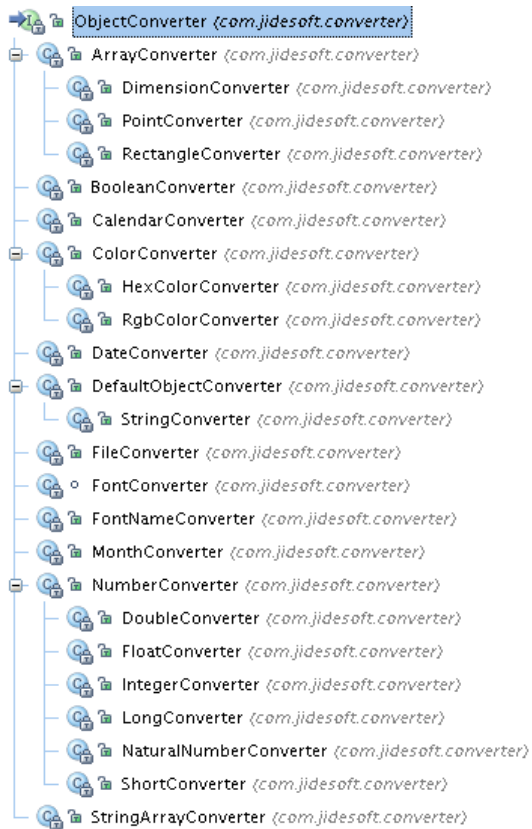 ObjectConverter (com.jidesoft.converter)
ArrayConverter (com.jidesoft.converter)
DimensionConverter (com.jidesoft.converter)
PointConverter (com.jidesoft.converter)
RectangleConverter (com.jidesoft.converter)
BooleanConverter (com.jidesoft.converter)
CalendarConverter (com.jidesoft.converter)
ColorConverter (com.jidesoft.converter)
HexColorConverter (com.jidesoft.converter)
RgbColorConverter (com.jidesoft.converter)
DateConverter (com.jidesoft.converter)
DefaultObjectConverter (com.jidesoft.converter)
StringConverter (com.jidesoft.converter)
FileConverter (com.jidesoft.converter)
FontConverter (com.jidesoft.converter)
FontNameConverter (com.jidesoft.converter)
MonthConverter (com.jidesoft.converter)
NumberConverter (com.jidesoft.converter)
DoubleConverter (com.jidesoft.converter)
FloatConverter (com.jidesoft.converter)
IntegerConverter (com.jidesoft.converter)
LongConverter (com.jidesoft.converter)
NaturalNumberConverter (com.jidesoft.converter)
ShortConverter (com.jidesoft.converter)
StringArrayConverter (com.jidesoft.converter)